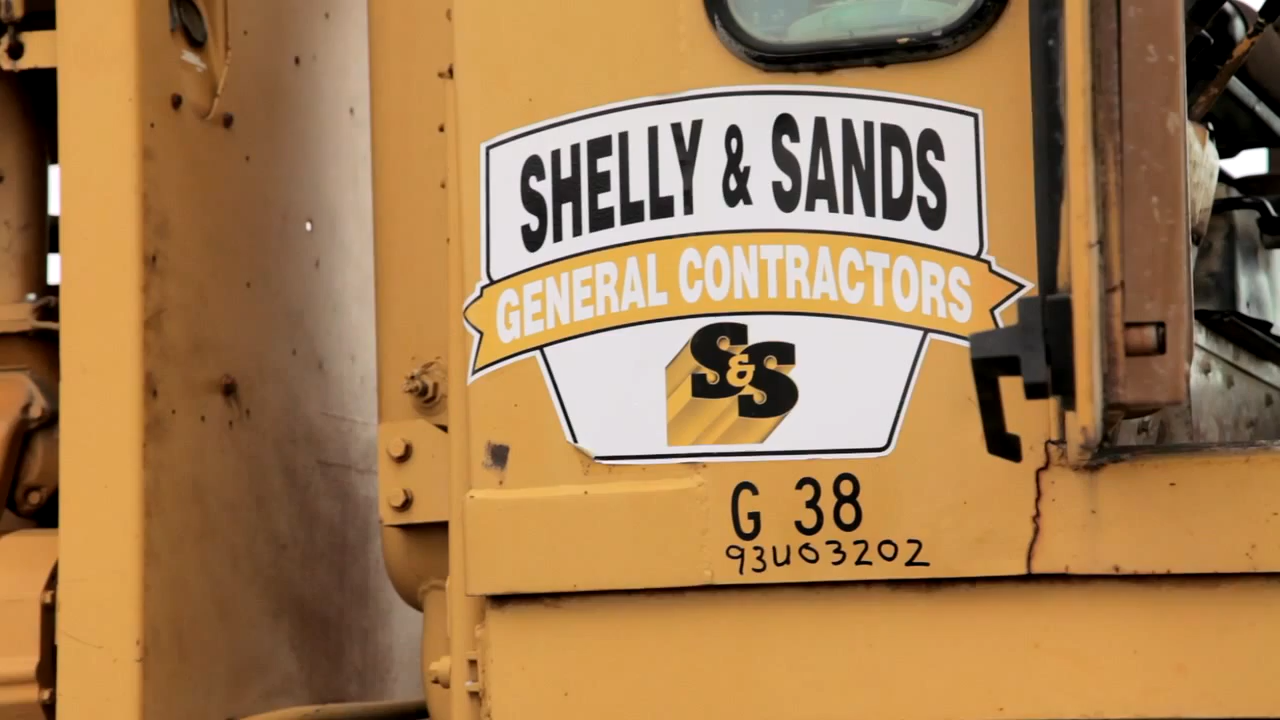 SHELLY & SANDS
GENERAL CONTRACTORS
S&S
G 38
93U03202